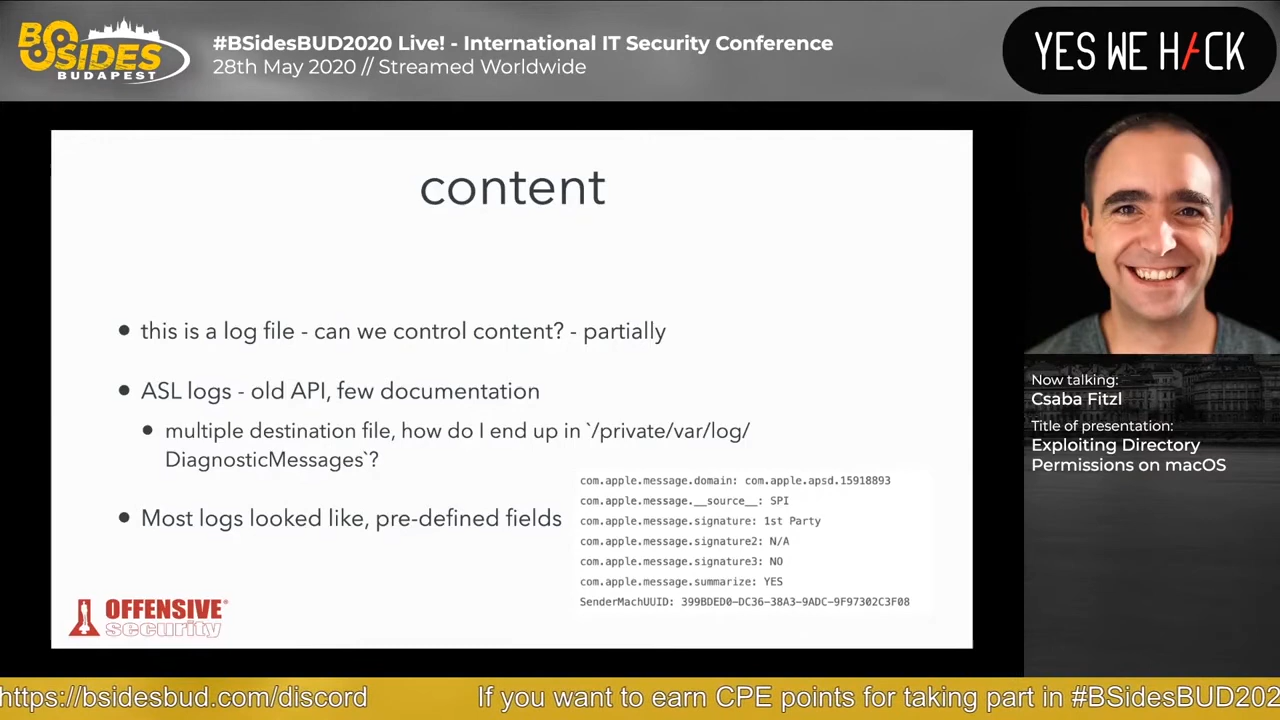 BSIDES
BUDAPEST
#BSidesBUD2020 Live! - International IT Security Conference
28th May 2020 // Streamed Worldwide
YES WE H/CK
content
this is a log file - can we control content? - partially
ASL logs - old API, few documentation
multiple destination file, how do I end up in `/private/var/log/
DiagnosticMessages`?
Most logs looked like, pre-defined fields
com.apple.message.domain: com.apple.apsd.15918893
com.apple.message.__source__: SPI
com.apple.message.signature: 1st Party
com.apple.message.signature2: N/A
com.apple.message.signature3: NO
com.apple.message.summarize: YES
SenderMachUUID: 399BDED0-DC36-38A3-9ADC-9F97302C3F08
OFFENSIVE
security
Now talking:
Csaba Fitzl
Title of presentation:
Exploiting Directory
Permissions on macOS
https://bsidesbud.com/discord If you want to earn CPE points for taking part in #BSidesBUD202